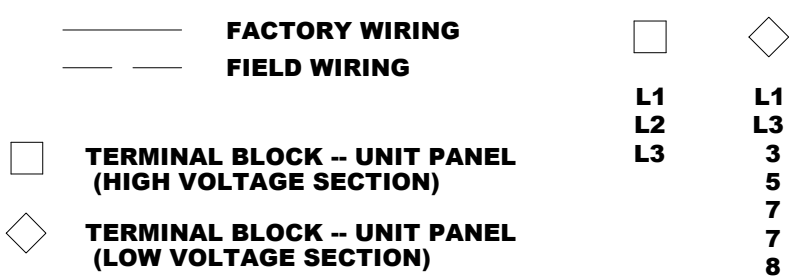 FACTORY WIRING
FIELD WIRING
TERMINAL BLOCK -- UNIT PANEL
(HIGH VOLTAGE SECTION)
TERMINAL BLOCK -- UNIT PANEL
(LOW VOLTAGE SECTION)
L1
L2
L3
L1
L3
3
5
7
7
8